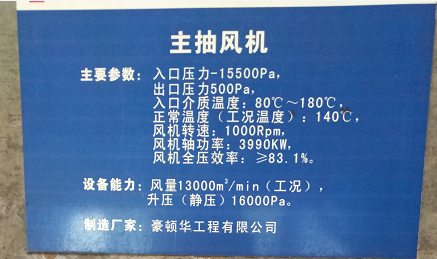 主抽风机
主要参数：入口压力-15500Pa，
出口压力500Pa，
入口介质温度：80℃～180℃，
正常温度（工况温度）：140℃，
风机转速：1000Rpm，
风机轴功率：3990KW，
风机全压效率：≥83.1%。
设备能力：风量13000m³/min（工况），
升压（静压）16000Pa。
制造厂家：豪顿华工程有限公司